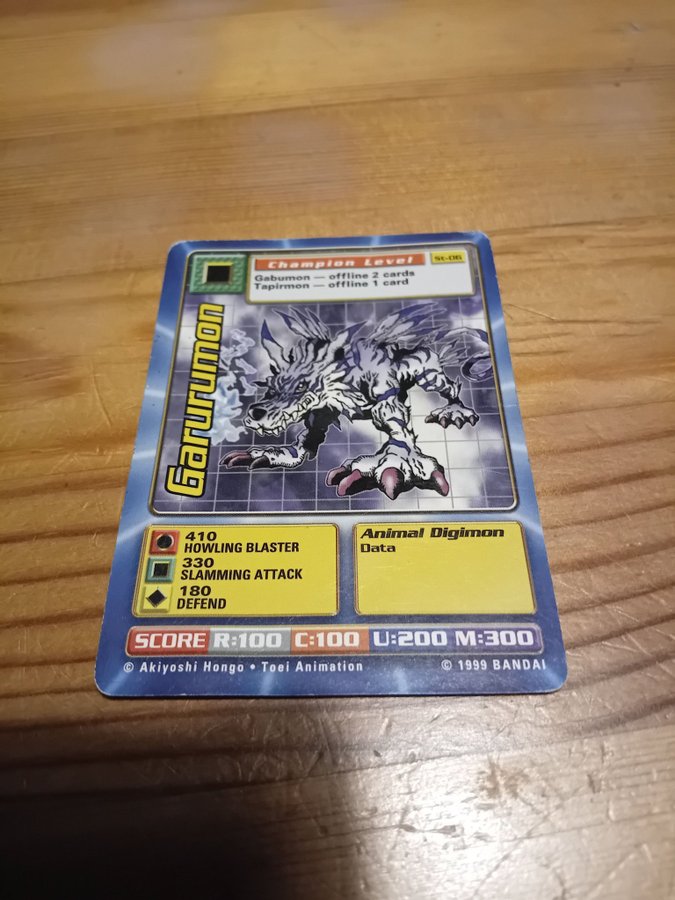 Champion Level
St-06
Gabumon — offline 2 cards
Tapirmon — offline 1 card
Garurumon
410
HOWLING BLASTER
330
SLAMMING ATTACK
180
DEFEND
Animal Digimon
Data
SCORE R:100 C:100 U:200 M:300
© Akiyoshi Hongo • Toei Animation © 1999 BANDAI